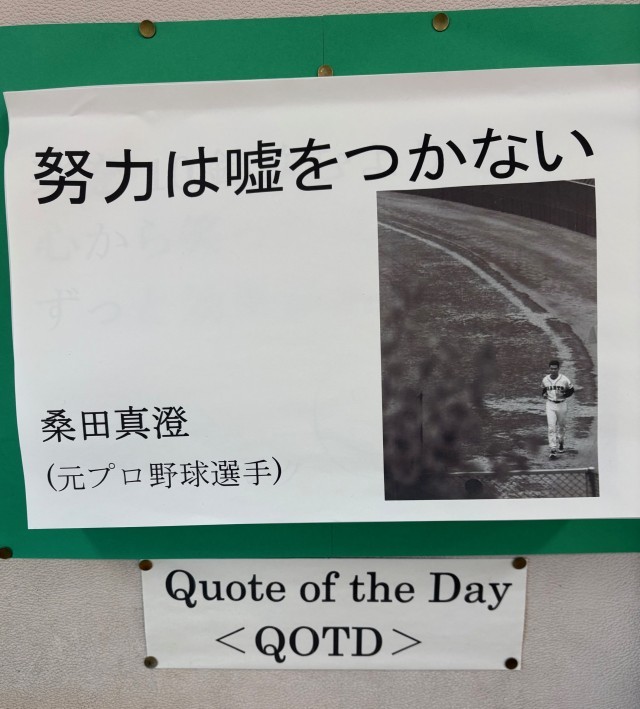 努力は嘘をつかない
桑田真澄
(元プロ野球選手)
Quote of the Day
＜QOTD＞